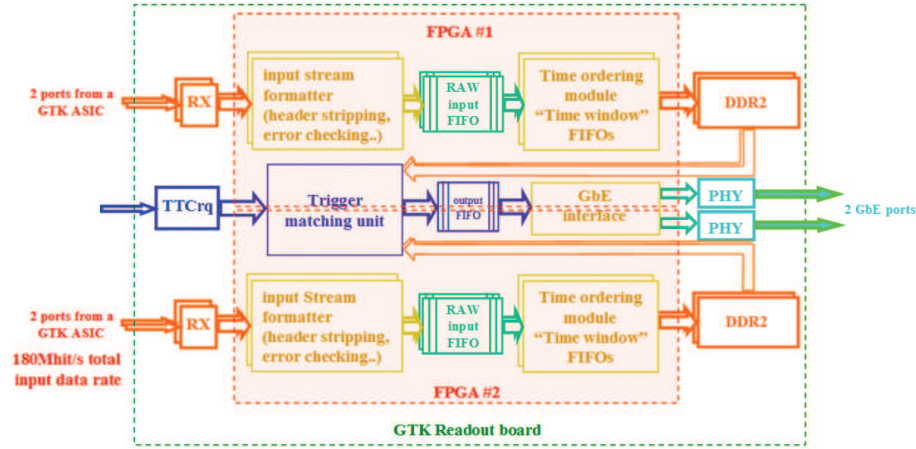 FPGA #1
2 ports from a
GTK ASIC
RX
input stream
formatter
(header stripping,
error checking..)
RAW
input
FIFO
Time ordering
module
“Time window”
FIFOs
DDR2
TTCrq
Trigger
matching unit
output
FIFO
GbE
interface
PHY
PHY
2 GbE ports
2 ports from a
GTK ASIC
180Mhit/s total
input data rate
RX
input Stream
formatter
(header stripping,
error checking..)
RAW
input
FIFO
Time ordering
module
“Time window”
FIFOs
DDR2
FPGA #2
GTK Readout board